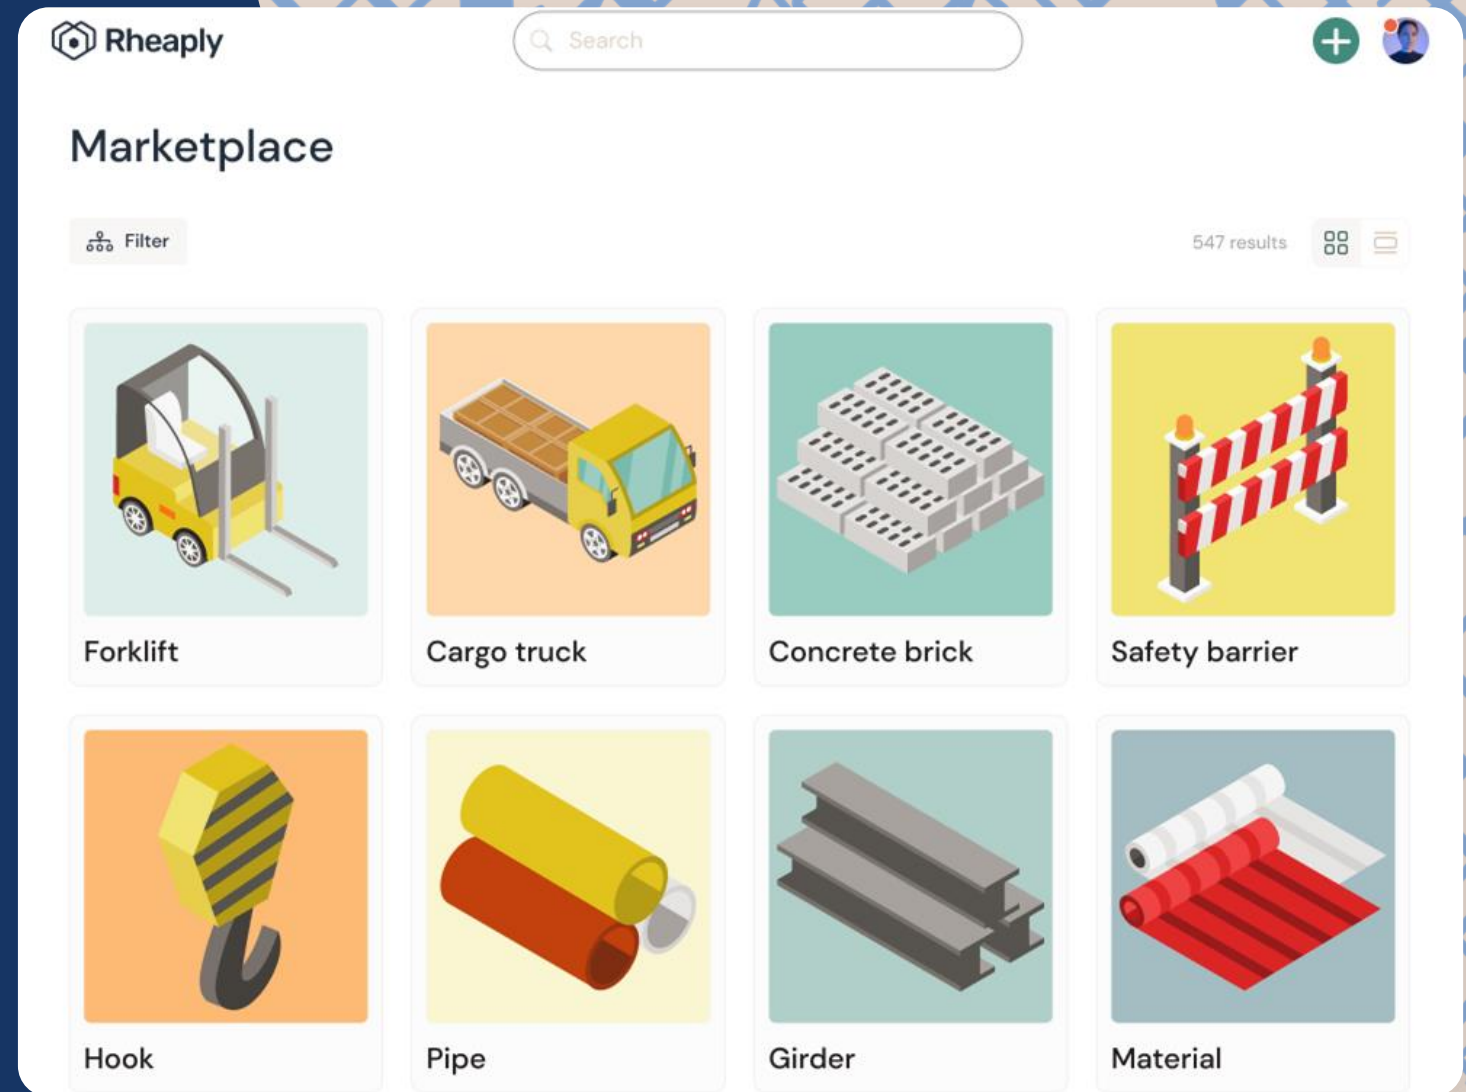 Rheaply
Search
Marketplace
Filter
547 results
Forklift
Cargo truck
Concrete brick
Safety barrier
Hook
Pipe
Girder
Material